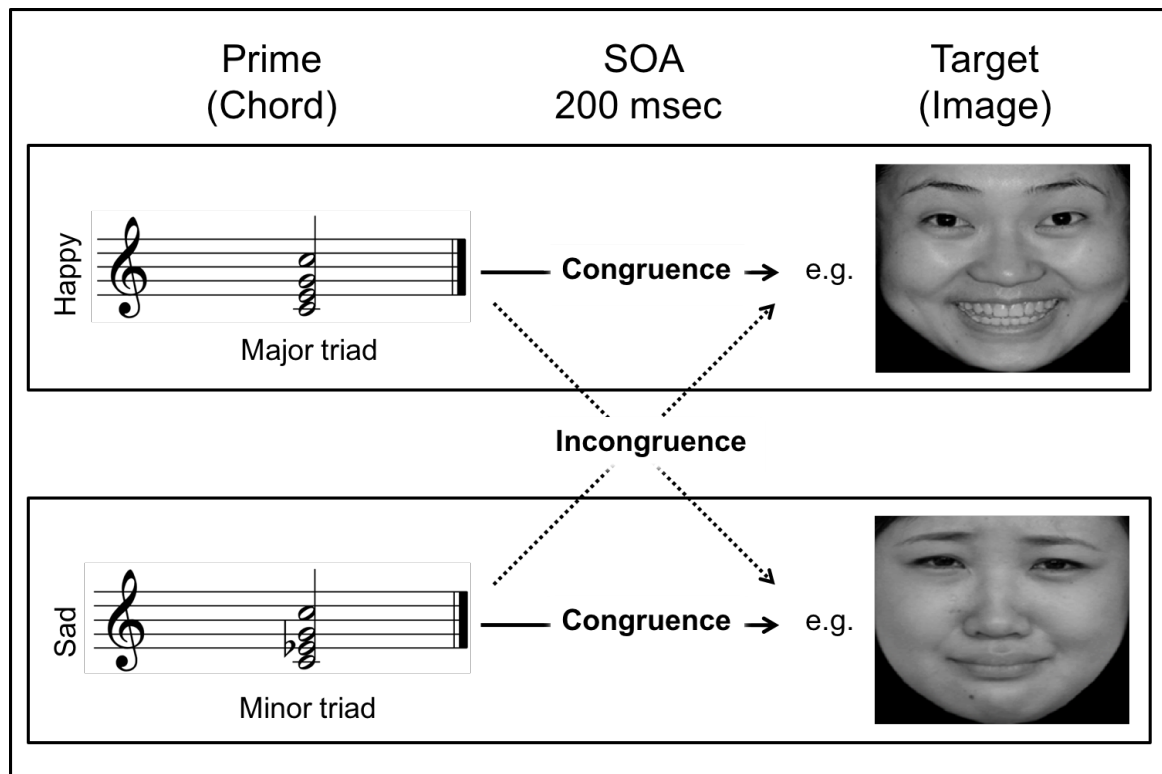 Prime
(Chord)
SOA
200 msec
Target
(Image)
Happy
Major triad
Congruence
e.g.
Incongruence
Sad
Minor triad
Congruence
e.g.